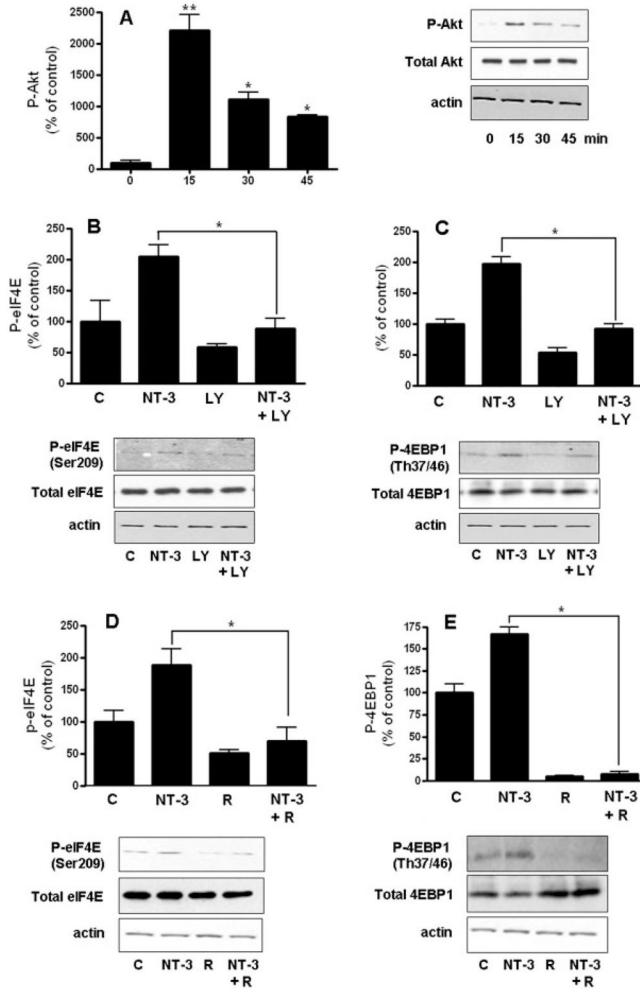 A
P-Akt
(% of control)
2500
2000
1500
1000
500
0
**
*
*
0 15 30 45
P-Akt
Total Akt
actin
0 15 30 45 min
B
P-eIF4E
(% of control)
250
200
150
100
50
0
*
C NT-3 LY NT-3
+ LY
P-eIF4E
(Ser209)
Total eIF4E
actin
C NT-3 LY NT-3
+ LY
C
(% of control)
200
150
100
50
0
*
C NT-3 LY NT-3
+ LY
P-4EBP1
(Th37/46)
Total 4EBP1
actin
C NT-3 LY NT-3
+ LY
D
p-eIF4E
(% of control)
250
200
150
100
50
0
*
C NT-3 R NT-3
+ R
P-eIF4E
(Ser209)
Total eIF4E
actin
C NT-3 R NT-3
+ R
E
P-4EBP1
(% of control)
175
150
125
100
75
50
25
0
*
C NT-3 R NT-3
+ R
P-4EBP1
(Th37/46)
Total 4EBP1
actin
C NT-3 R NT-3
+ R